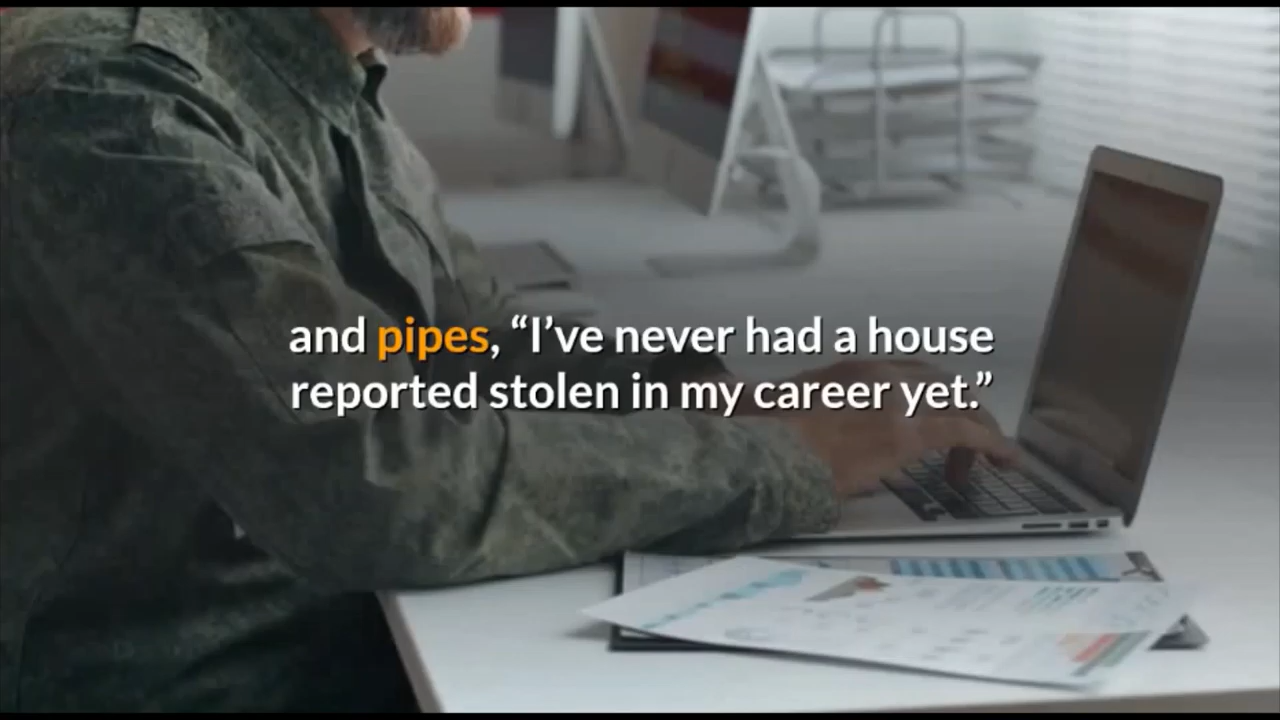 and pipes, “I’ve never had a house
reported stolen in my career yet.”